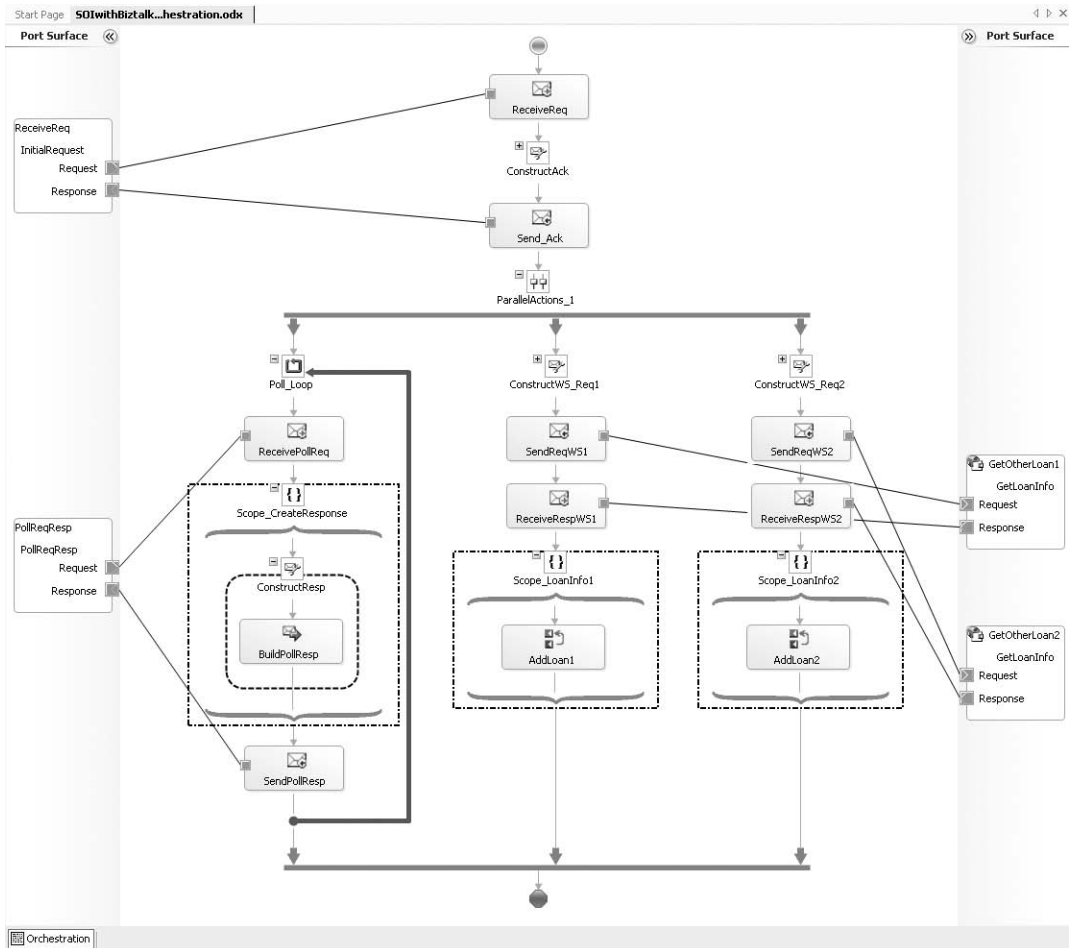 Start Page SOIwithBiztalk...hestration.odx
Port Surface
Port Surface
ReceiveReq
ReceiveReq
InitialRequest
Request
Response
ConstructAck
Send_Ack
ParallelActions_1
Poll_Loop
ConstructWS_Req1
ConstructWS_Req2
ReceivePollReq
SendReqWS1
SendReqWS2
GetOtherLoan1
GetLoanInfo
Request
Response
Scope_CreateResponse
ReceiveRespWS1
ReceiveRespWS2
PollReqResp
PollReqResp
Request
Response
ConstructResp
BuildPollResp
Scope_LoanInfo1
Scope_LoanInfo2
AddLoan1
AddLoan2
GetOtherLoan2
GetLoanInfo
Request
Response
SendPollResp
Orchestration